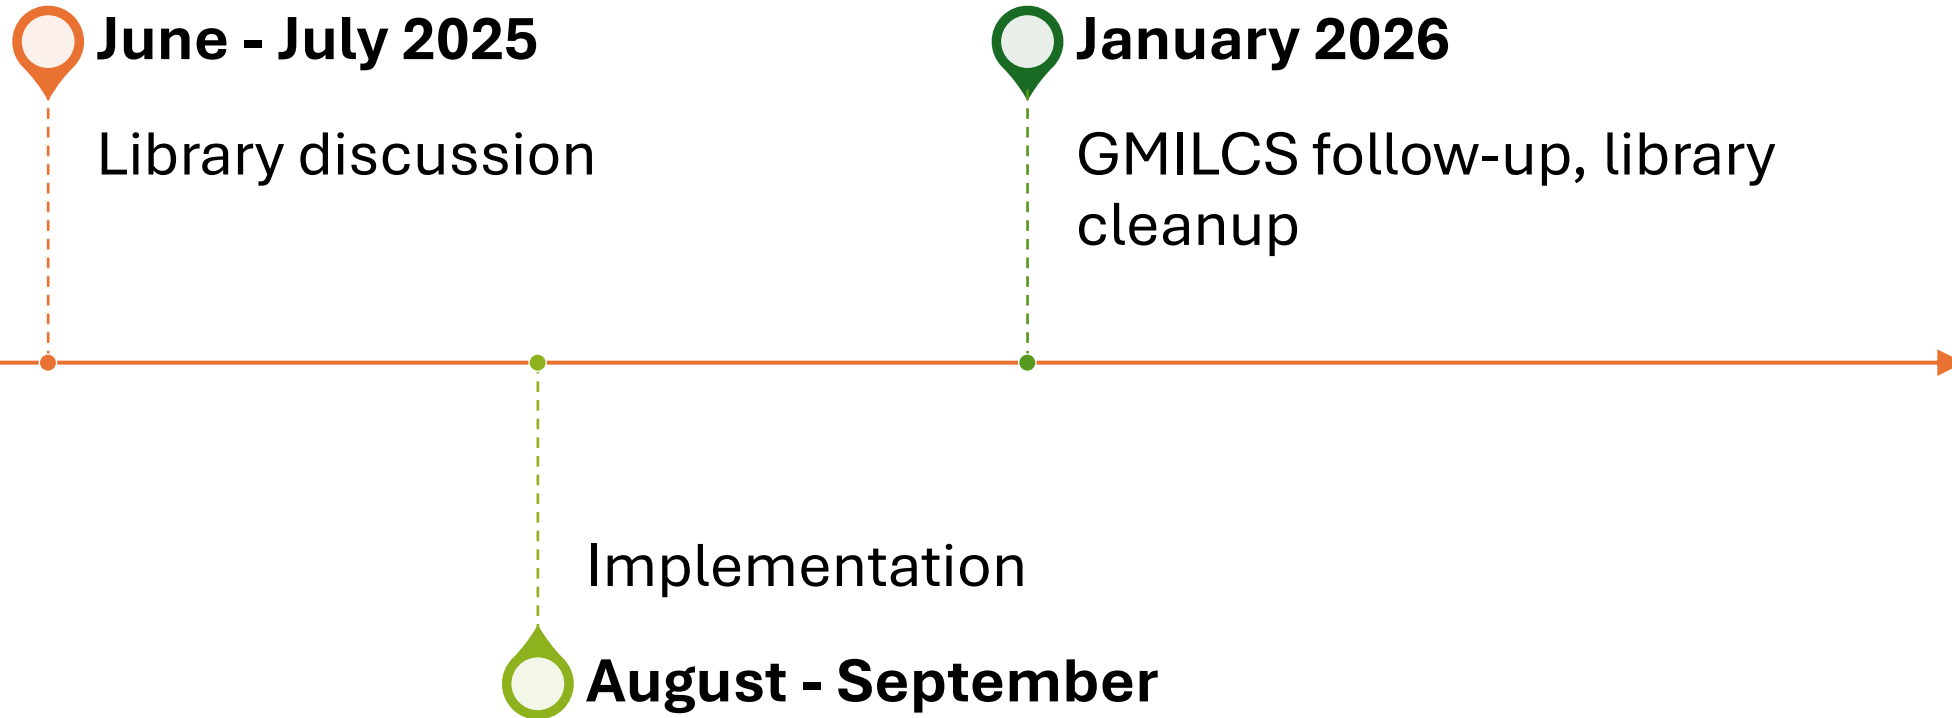 June - July 2025
Library discussion
January 2026
GMILCS follow-up, library
cleanup
Implementation
August - September